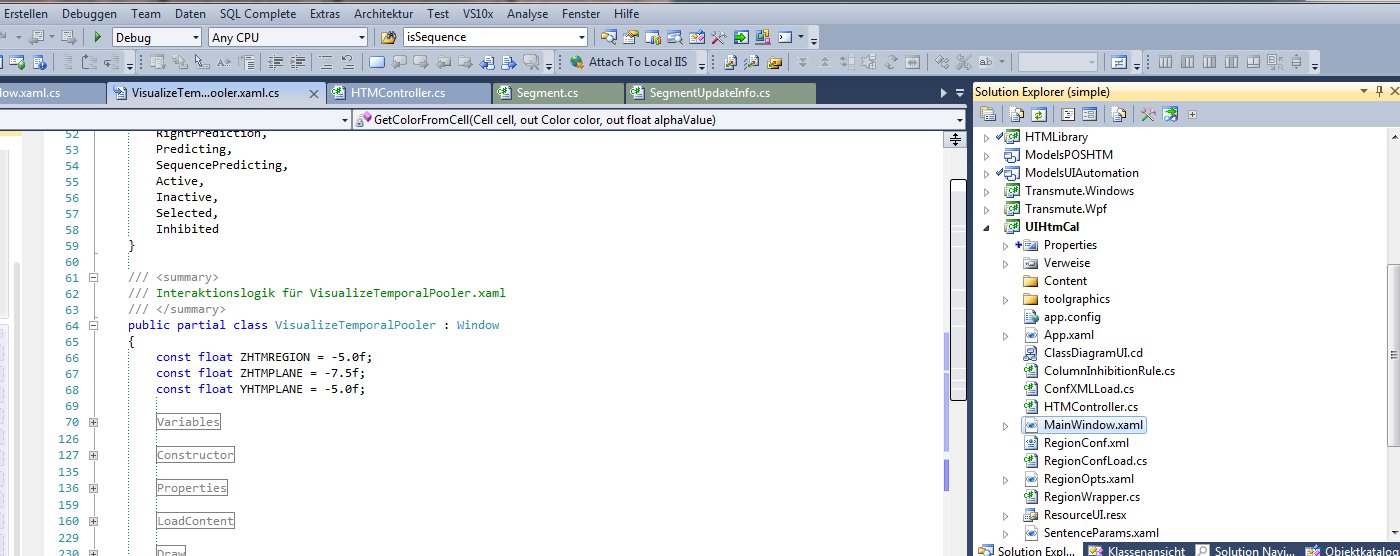 Erstellen Debuggen Team Daten SQL Complete Extras Architektur Test VS10x Analyse Fenster Hilfe
Debug Any CPU isSequence
Attach To Local IIS
dow.xaml.cs VisualizeTem...ooler.xaml.cs HTMController.cs Segment.cs SegmentUpdateInfo.cs
GetColorFromCell(Cell cell, out Color color, out float alphaValue)
52 RightPrediction,
53 Predicting,
54 SequencePredicting,
55 Active,
56 Inactive,
57 Selected,
58 Inhibited
59 }
60
61 /// <summary>
62 /// Interaktionslogik für VisualizeTemporalPooler.xaml
63 /// </summary>
64 public partial class VisualizeTemporalPooler : Window
65 {
66 const float ZHTMREGION = -5.0f;
67 const float ZHTMPLANE = -7.5f;
68 const float YHTMPLANE = -5.0f;
69
70 Variables
126
127 Constructor
135
136 Properties
159
160 LoadContent
229
230 Draw
Solution Explorer (simple)
HTMLibrary
ModelsPOSHTM
ModelsUIAutomation
Transmute.Windows
Transmute.Wpf
UIHtmCal
Properties
Verweise
Content
toolgraphics
app.config
App.xaml
ClassDiagramUI.cd
ColumnInhibitionRule.cs
ConfXMLLoad.cs
HTMController.cs
MainWindow.xaml
RegionConf.xml
RegionConfLoad.cs
RegionOpts.xaml
RegionWrapper.cs
ResourceUI.resx
SentenceParams.xaml
Solution Expl... Klassenansicht Solution Navi... Objektkatalog